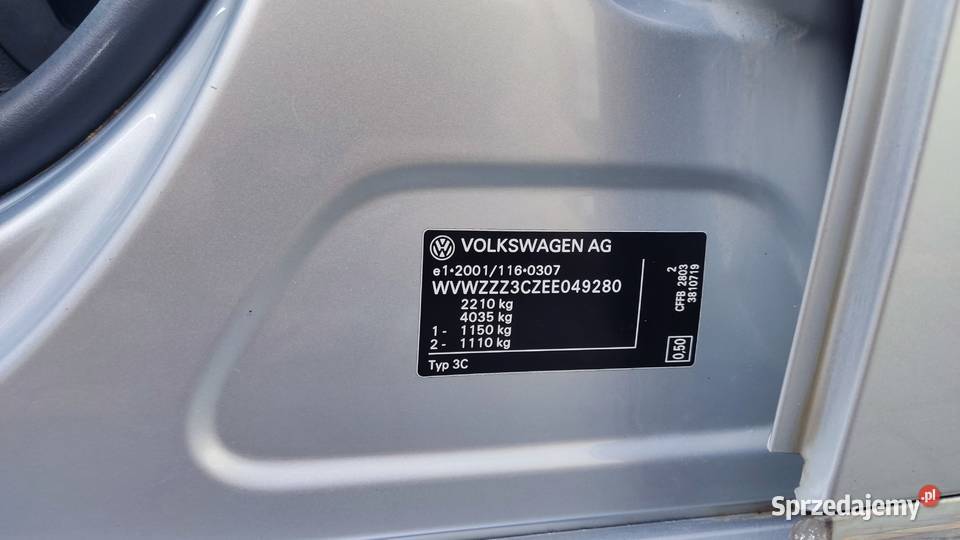 VOLKSWAGEN AG
e1•2001/116•0307
WVWZZZ3CZEE049280
2210 kg
4035 kg
1 - 1150 kg
2 - 1110 kg
Typ 3C
2
CFFB 2803
3810719
0.50
Sprzedajemy.pl